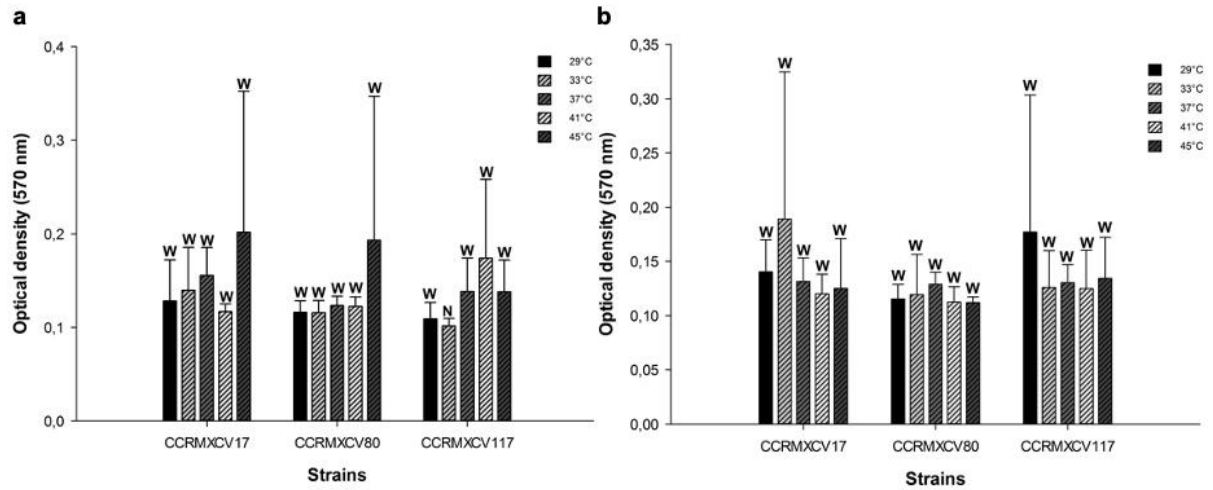 a
0,4
0,3
0,2
0,1
0,0
Optical density (570 nm)
W W W W W
W W W W W
W N W W W
29°C
33°C
37°C
41°C
45°C
CCRMXCV17 CCRMXCV80 CCRMXCV117
Strains
b
0,35
0,30
0,25
0,20
0,15
0,10
0,05
0,00
Optical density (570 nm)
W W W W W
W W W W W
W W W W W
29°C
33°C
37°C
41°C
45°C
CCRMXCV17 CCRMXCV80 CCRMXCV117
Strains